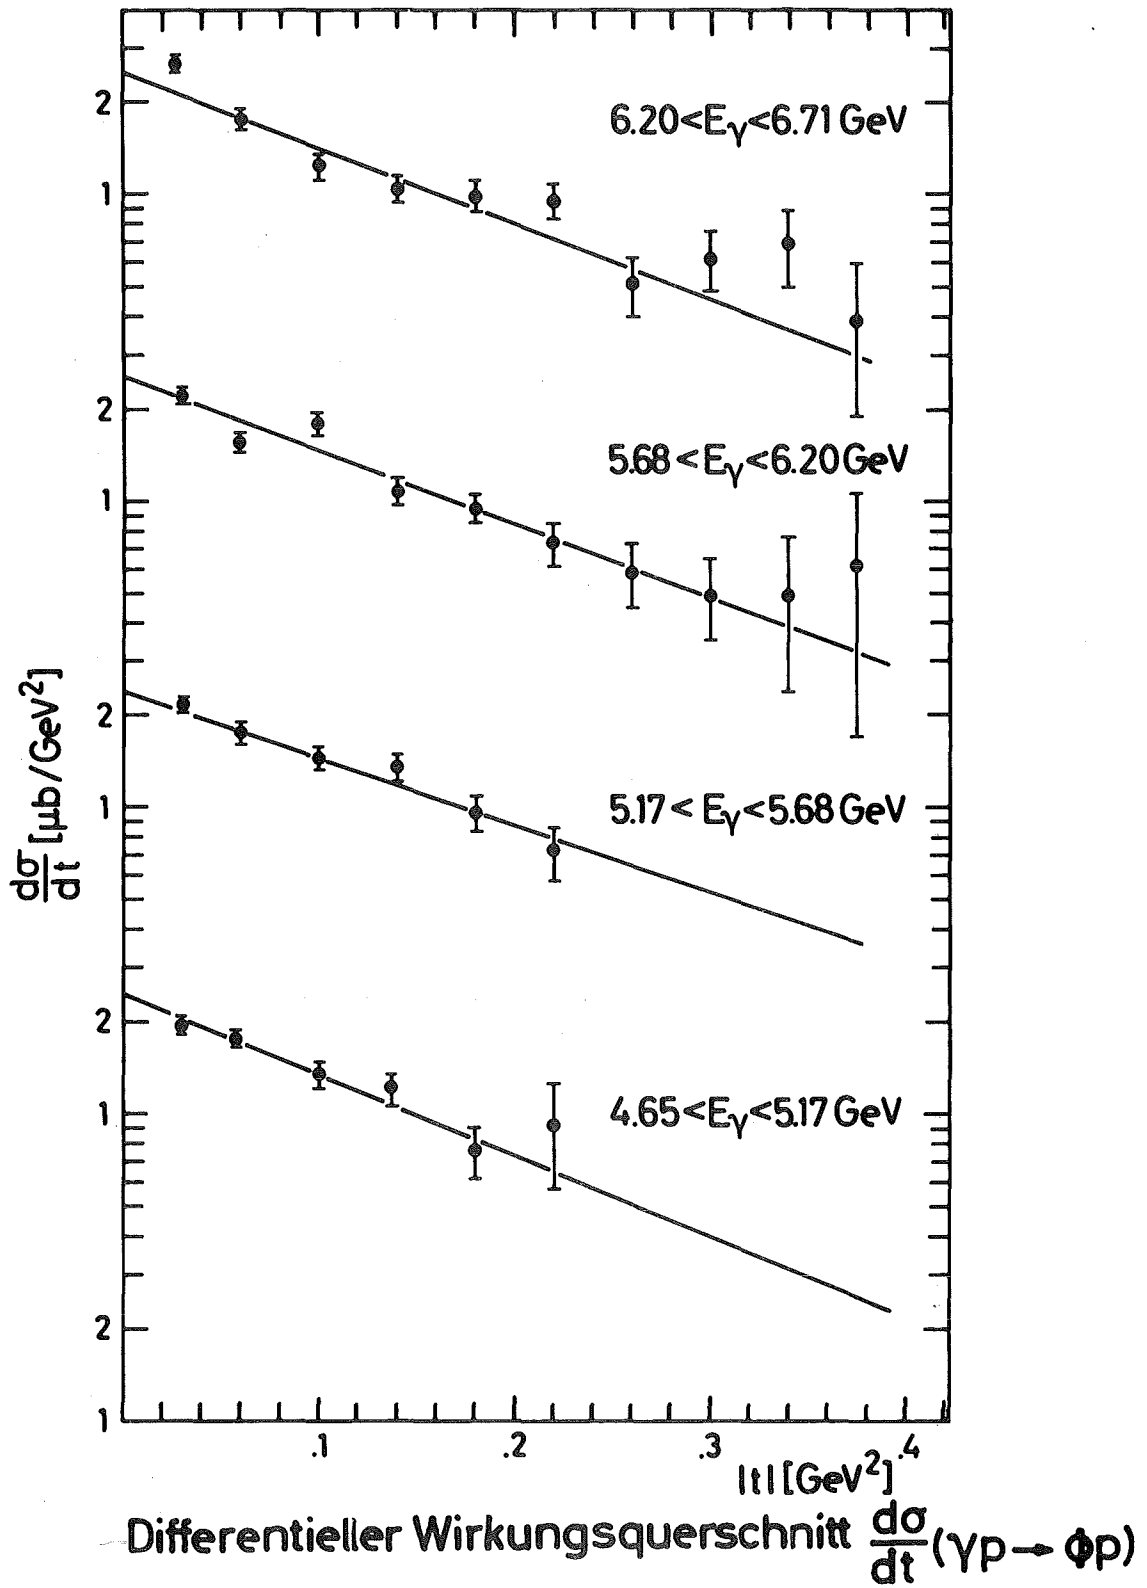 2
6.20<Eγ<6.71 GeV
1
2
5.68<Eγ<6.20 GeV
1
dσ/dt [μb/GeV²]
2
1
5.17<Eγ<5.68 GeV
2
1
4.65<Eγ<5.17 GeV
2
1
.1 .2 .3 .4
|t| [GeV²]
Differentieller Wirkungsquerschnitt dσ/dt (γp → ϕp)